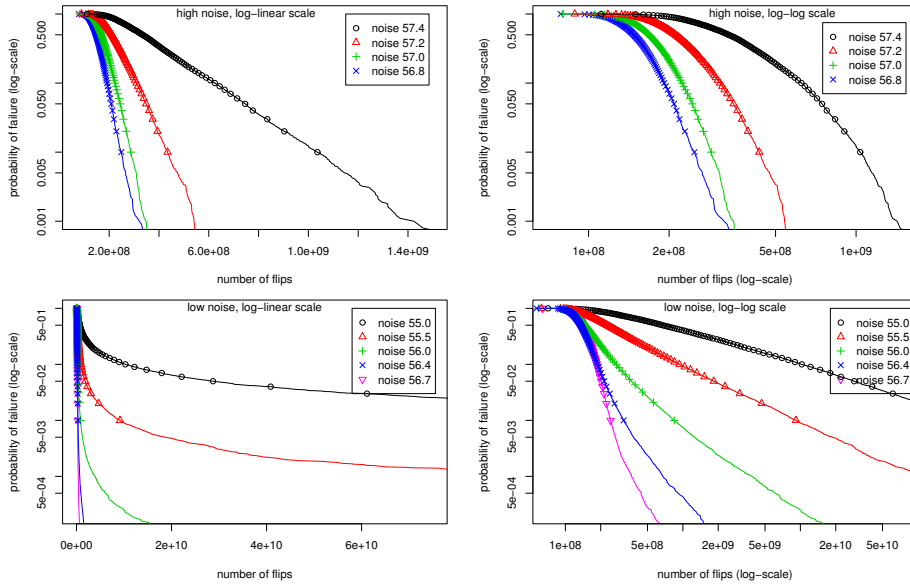 high noise, log-linear scale
probability of failure (log-scale)
0.500
0.050
0.005
0.001
noise 57.4
noise 57.2
noise 57.0
noise 56.8
2.0e+08 6.0e+08 1.0e+09 1.4e+09
number of flips
high noise, log-log scale
probability of failure (log-scale)
0.500
0.050
0.005
0.001
noise 57.4
noise 57.2
noise 57.0
noise 56.8
1e+08 2e+08 5e+08 1e+09
number of flips (log-scale)
low noise, log-linear scale
probability of failure (log-scale)
5e-01
5e-02
5e-03
5e-04
noise 55.0
noise 55.5
noise 56.0
noise 56.4
noise 56.7
0e+00 2e+10 4e+10 6e+10
number of flips
low noise, log-log scale
probability of failure (log-scale)
5e-01
5e-02
5e-03
5e-04
noise 55.0
noise 55.5
noise 56.0
noise 56.4
noise 56.7
1e+08 5e+08 2e+09 5e+09 2e+10 5e+10
number of flips (log-scale)